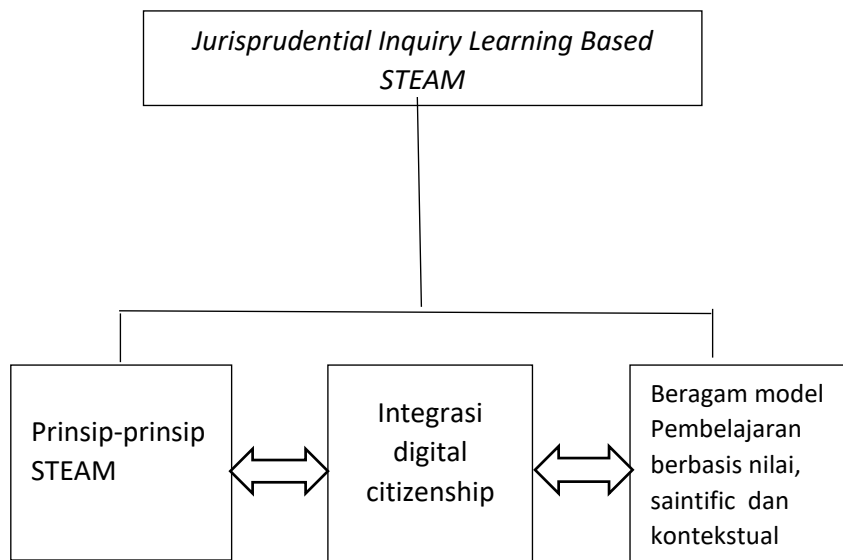 Jurisprudential Inquiry Learning Based
STEAM
Prinsip-prinsip
STEAM
Integrasi
digital
citizenship
Beragam model
Pembelajaran
berbasis nilai,
saintific dan
kontekstual